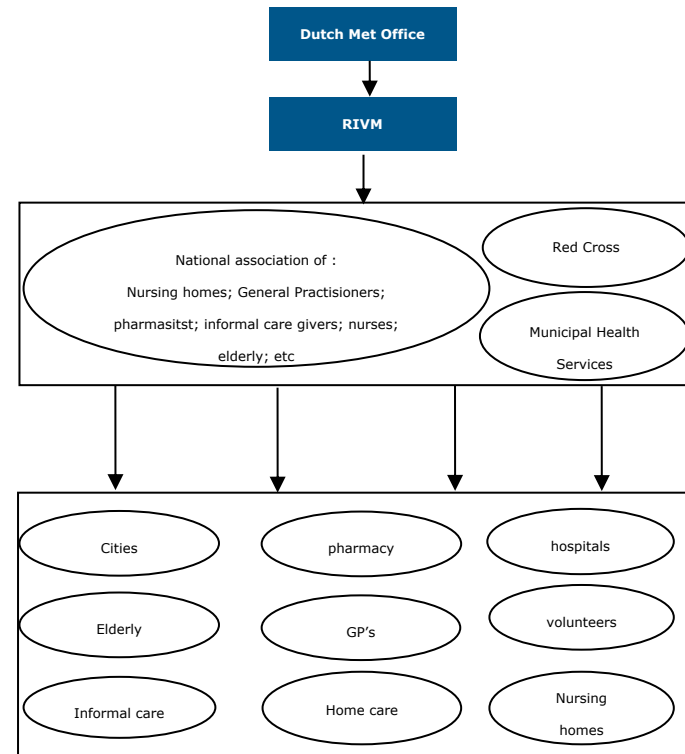 Dutch Met Office
RIVM
National association of :
Nursing homes; General Practisioners;
pharmasitst; informal care givers; nurses;
elderly; etc
Red Cross
Municipal Health
Services
Cities
pharmacy
hospitals
Elderly
GP's
volunteers
Informal care
Home care
Nursing
homes